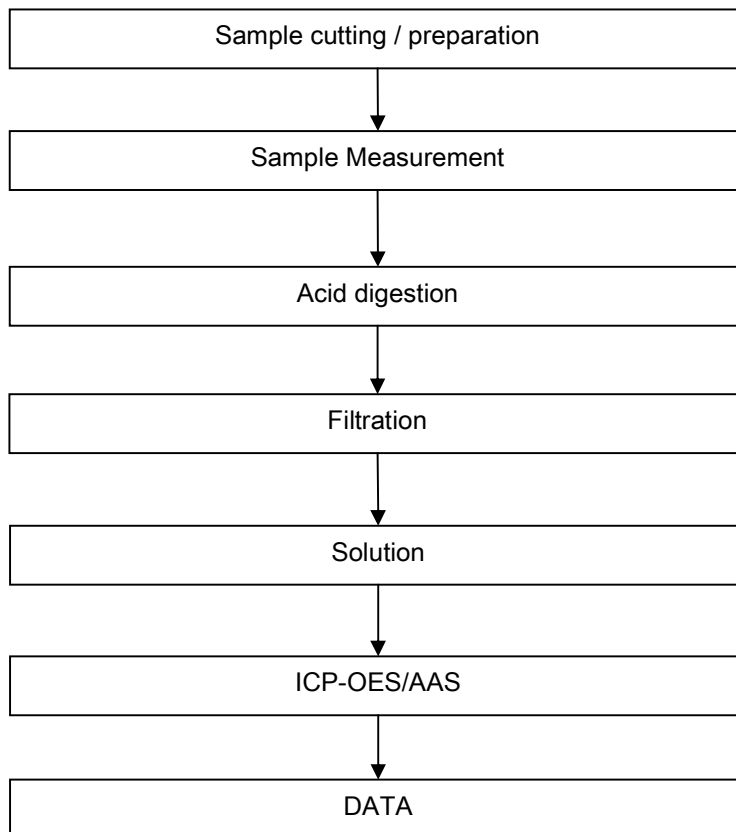 Sample cutting / preparation
Sample Measurement
Acid digestion
Filtration
Solution
ICP-OES/AAS
DATA